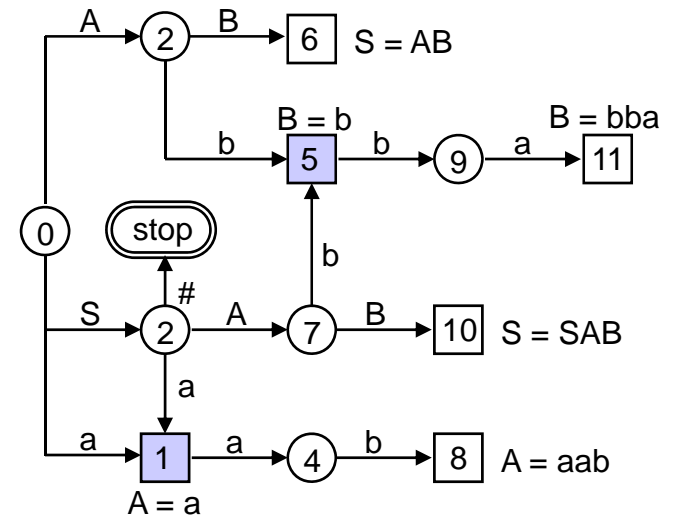 A 2 B 6 S = AB
B = b B = bba
b 5 b 9 a 11
0 stop
b
#
S 2 A 7 B 10 S = SAB
a
a 1 a 4 b 8 A = aab
A = a